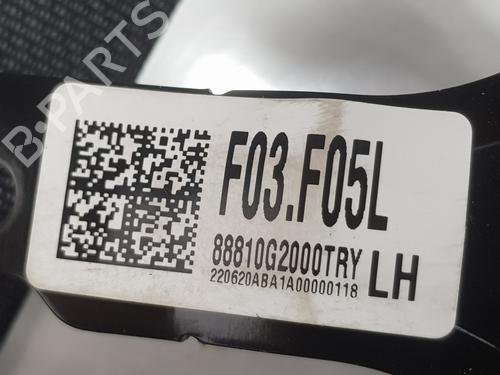 B-PARTS
F03.F05L
88810G2000TRY
220620ABA1A00000118
LH